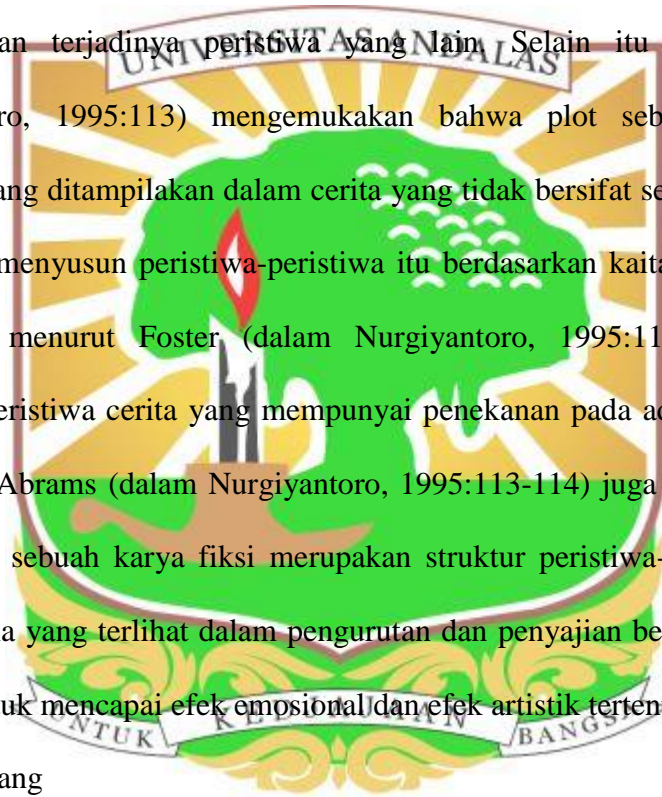 UNIVERSITAS ANDALAS
an terjadinya peristiwa yang lain. Selain itu
ro, 1995:113) mengemukakan bahwa plot seb
ang ditampilakan dalam cerita yang tidak bersifat se
menyusun peristiwa-peristiwa itu berdasarkan kaita
menurut Foster (dalam Nurgiyantoro, 1995:11
eristiwa cerita yang mempunyai penekanan pada ad
Abrams (dalam Nurgiyantoro, 1995:113-114) juga
sebuah karya fiksi merupakan struktur peristiwa-
a yang terlihat dalam pengurutan dan penyajian be
uk mencapai efek emosional dan efek artistik terten
UNTUK KEDJAJAAN BANGSA
ang